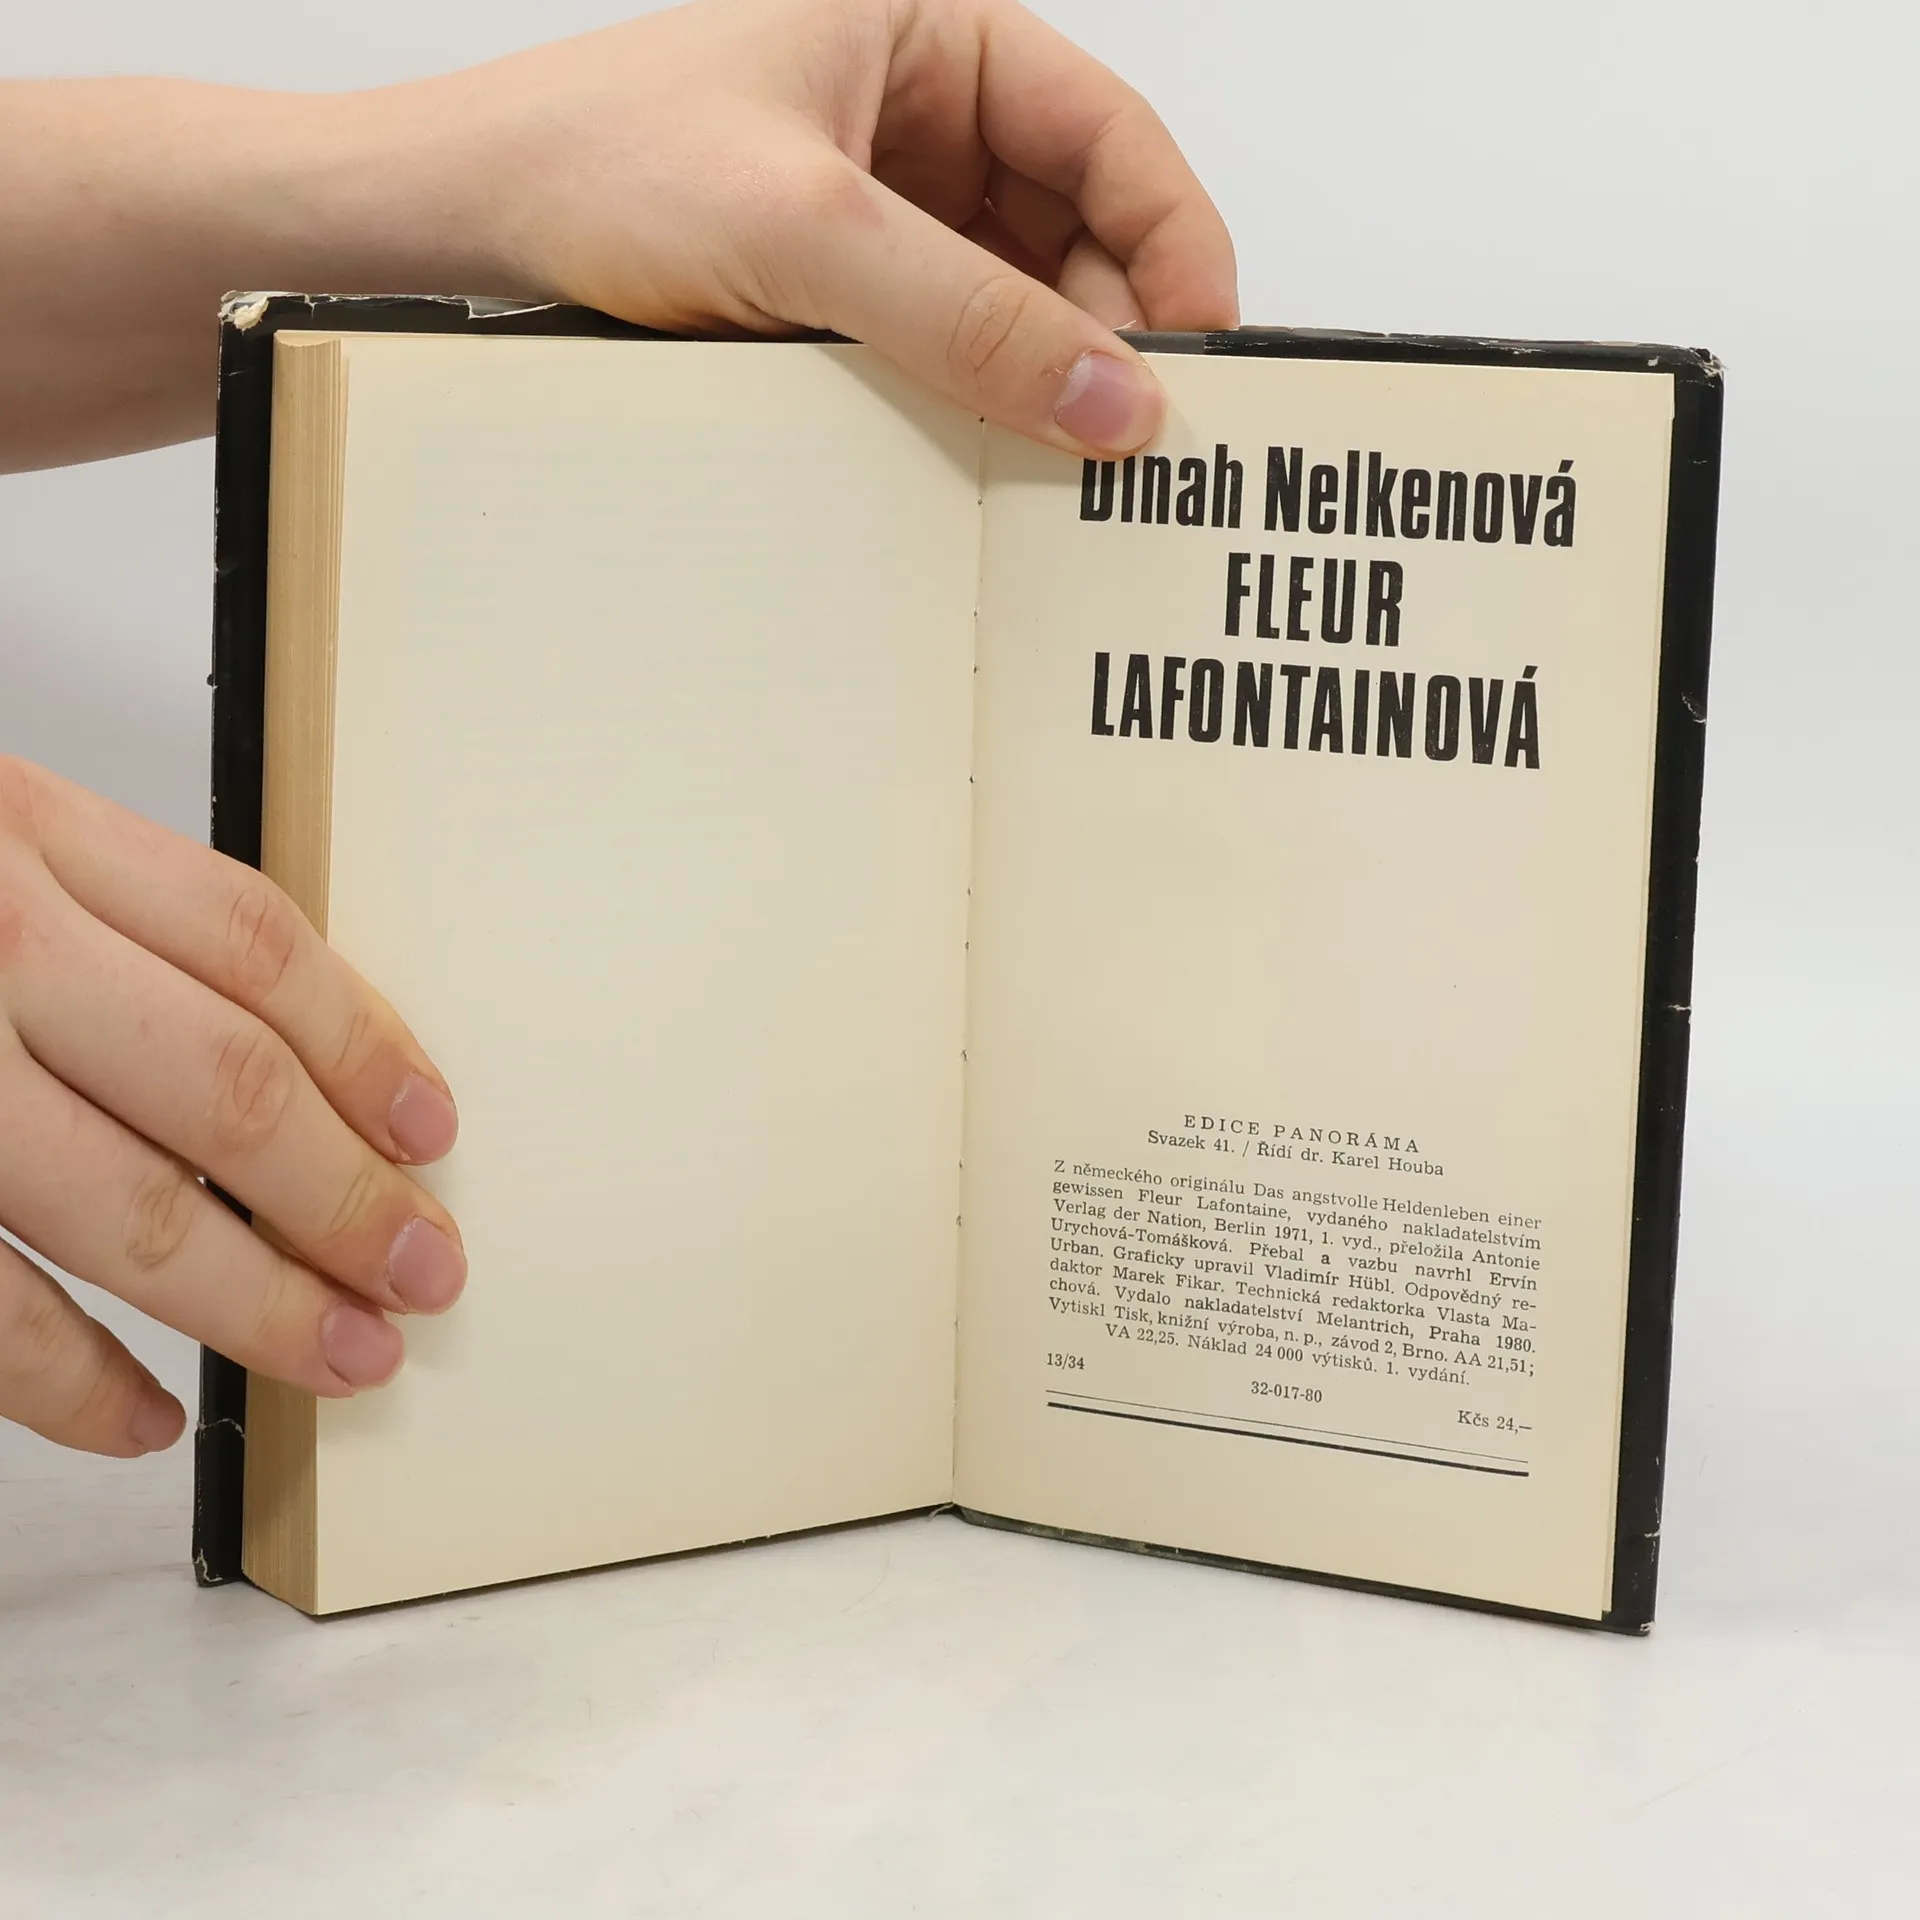 Dinah Nelkenová
FLEUR
LAFONTAINOVÁ
EDICE PANORÁMA
Svazek 41. / Řídí dr. Karel Houba
Z německého originálu Das angstvolle Heldenleben einer
gewissen Fleur Lafontaine, vydaného nakladatelstvím
Verlag der Nation, Berlin 1971, 1. vyd., přeložila Antonie
Urychová-Tomášková. Přebal a vazbu navrhl Ervín
Urban. Graficky upravil Vladimír Hübl. Odpovědný re-
daktor Marek Fikar. Technická redaktorka Vlasta Ma-
chová. Vydalo nakladatelství Melantrich, Praha 1980.
Vytiskl Tisk, knižní výroba, n. p., závod 2, Brno. AA 21,51;
VA 22,25. Náklad 24 000 výtisků. 1. vydání.
13/34
32-017-80
Kčs 24,—